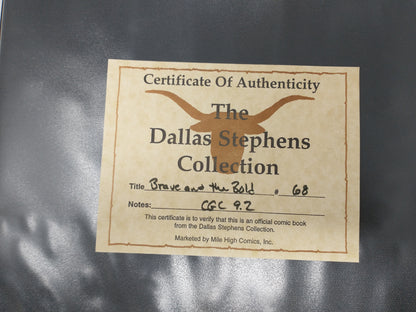 Certificate Of Authenticity
The
Dallas Stephens
Collection
Title Brave and the Bold # 68
Notes: CGC 9.2
This certificate is to verify that this is an official comic book
from the Dallas Stephens Collection.
Marketed by Mile High Comics, Inc.